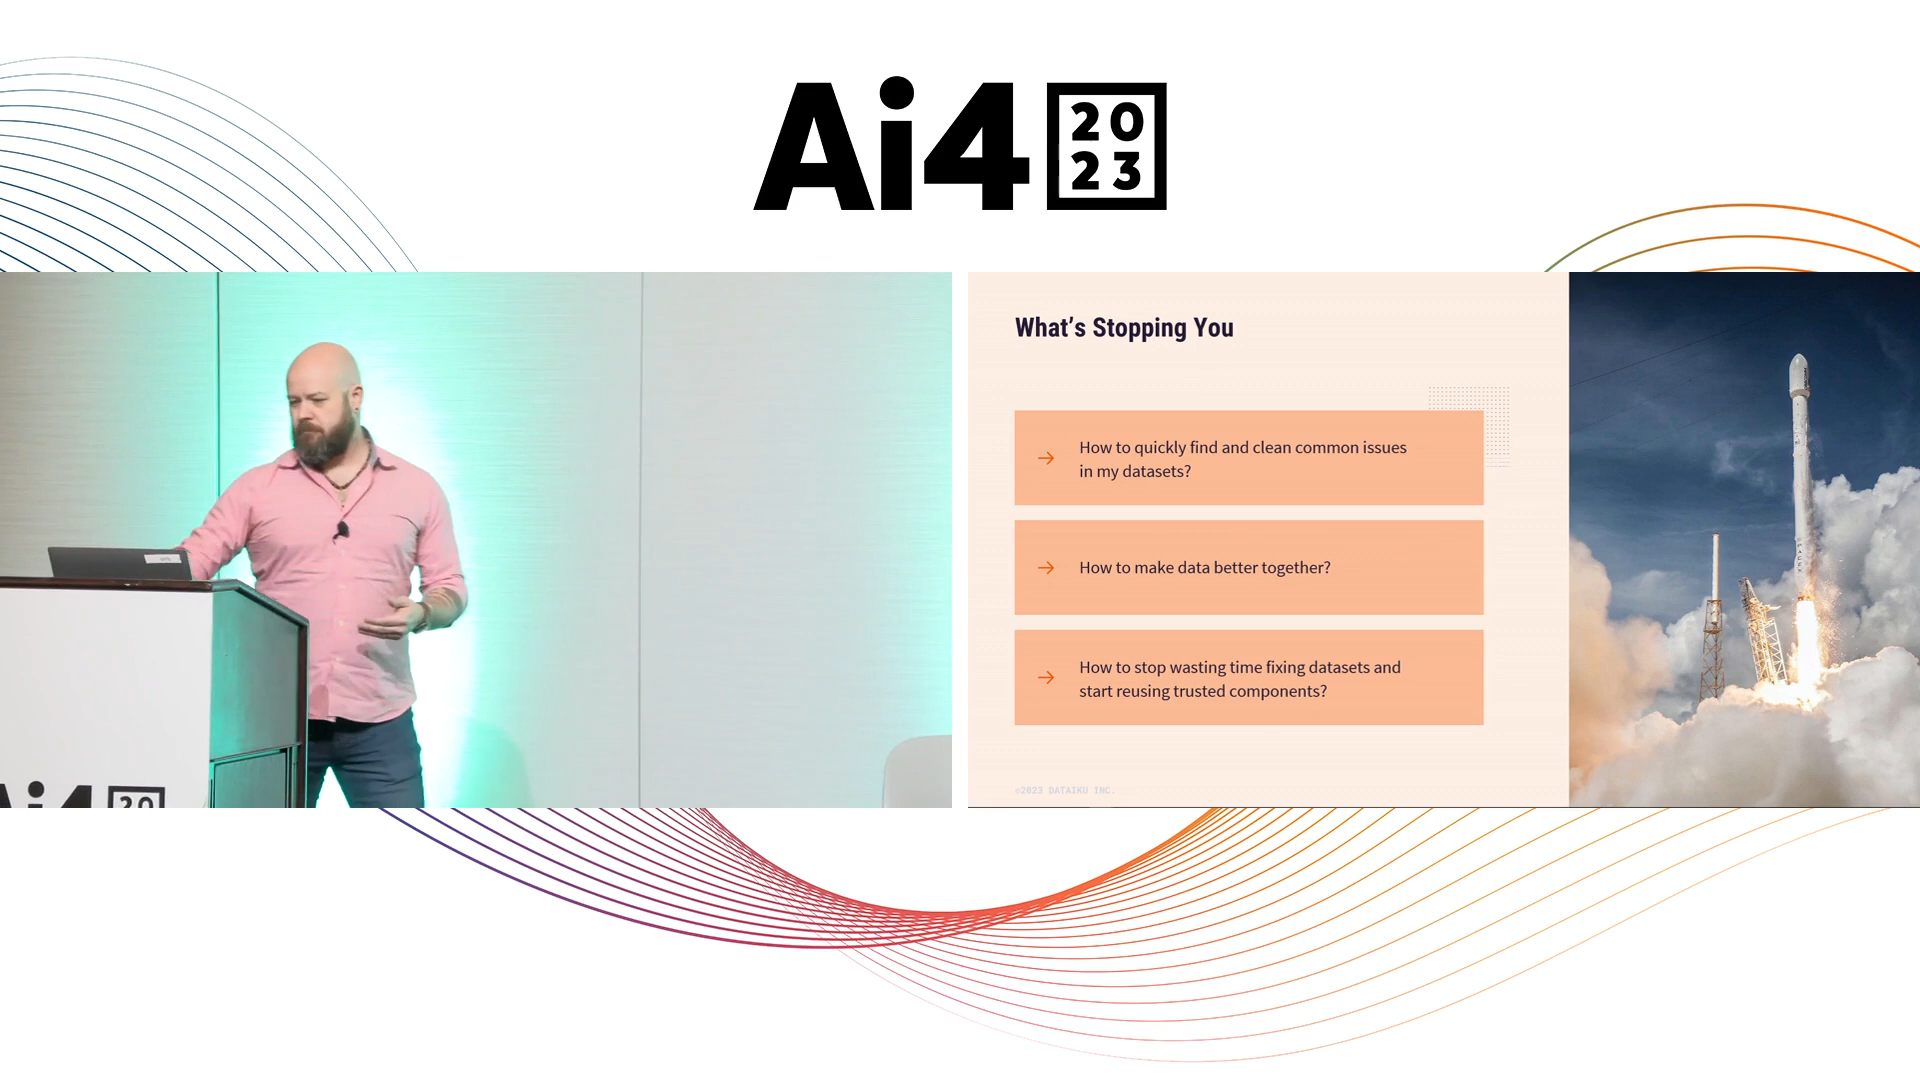 Ai4 20
23
What's Stopping You
→ How to quickly find and clean common issues
in my datasets?
→ How to make data better together?
→ How to stop wasting time fixing datasets and
start reusing trusted components?
©2023 DATAIKU INC.
Ai4 20